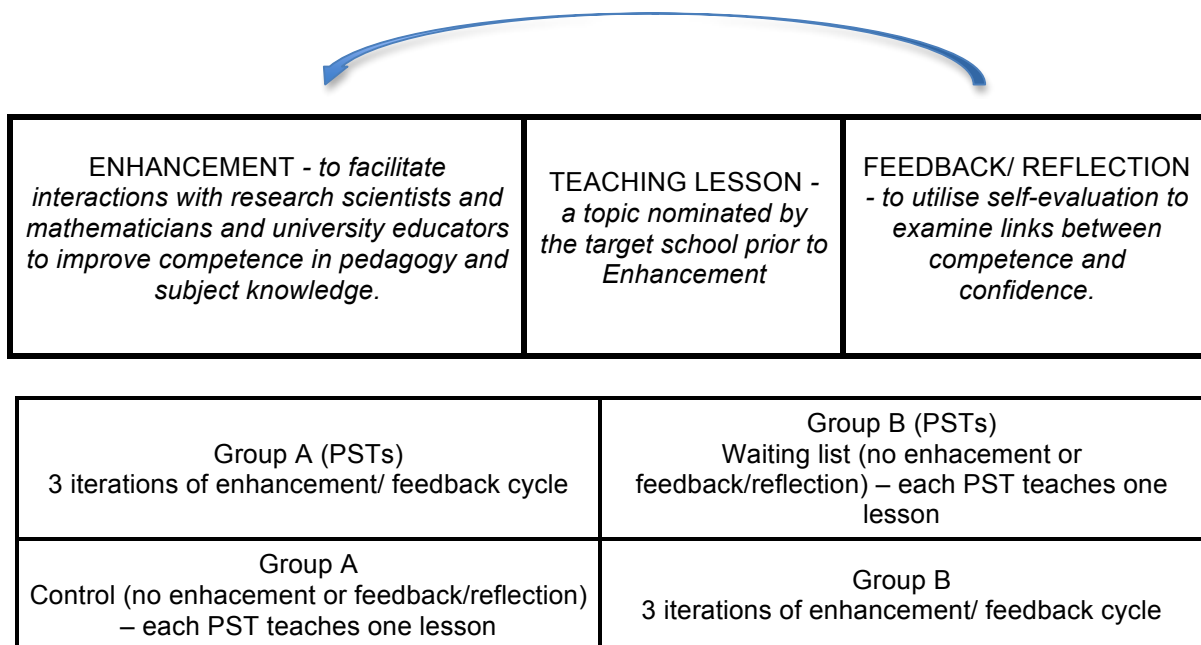 ENHANCEMENT - to facilitate
interactions with research scientists and
mathematicians and university educators
to improve competence in pedagogy and
subject knowledge.
TEACHING LESSON -
a topic nominated by
the target school prior to
Enhancement
FEEDBACK/ REFLECTION
- to utilise self-evaluation to
examine links between
competence and
confidence.
Group A (PSTs)
3 iterations of enhancement/ feedback cycle
Group B (PSTs)
Waiting list (no enhacement or
feedback/reflection) – each PST teaches one
lesson
Group A
Control (no enhacement or feedback/reflection)
– each PST teaches one lesson
Group B
3 iterations of enhancement/ feedback cycle